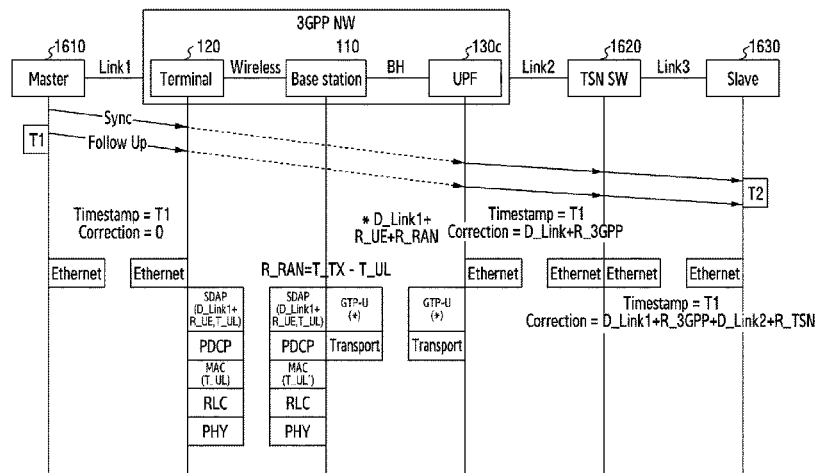 3GPP NW
1610
120
110
130c
1620
1630
Master
Link1
Terminal
Wireless
Base station
BH
UPF
Link2
TSN SW
Link3
Slave
Sync
T1
Follow Up
T2
Timestamp = T1
Correction = 0
* D_Link1+
R_UE+R_RAN
Timestamp = T1
Correction = D_Link+R_3GPP
R_RAN=T_TX - T_UL
Ethernet
Ethernet
Ethernet
Ethernet
Ethernet
Ethernet
SDAP
(D_Link1+
R_UE,T_UL)
SDAP
(D_Link1+
R_UE,T_UL)
GTP-U
(*)
GTP-U
(*)
Timestamp = T1
Correction = D_Link1+R_3GPP+D_Link2+R_TSN
PDCP
PDCP
Transport
Transport
MAC
(T_UL)
MAC
(T_UL')
RLC
RLC
PHY
PHY